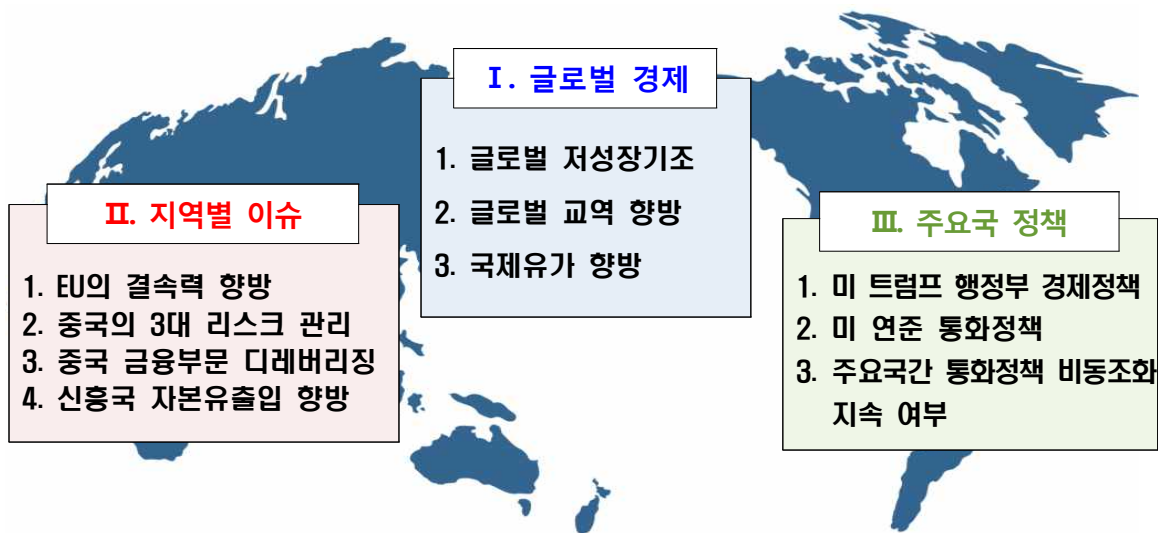 Ⅰ. 글로벌 경제
1. 글로벌 저성장기조
2. 글로벌 교역 향방
3. 국제유가 향방
Ⅱ. 지역별 이슈
1. EU의 결속력 향방
2. 중국의 3대 리스크 관리
3. 중국 금융부문 디레버리징
4. 신흥국 자본유출입 향방
Ⅲ. 주요국 정책
1. 미 트럼프 행정부 경제정책
2. 미 연준 통화정책
3. 주요국간 통화정책 비동조화
지속 여부